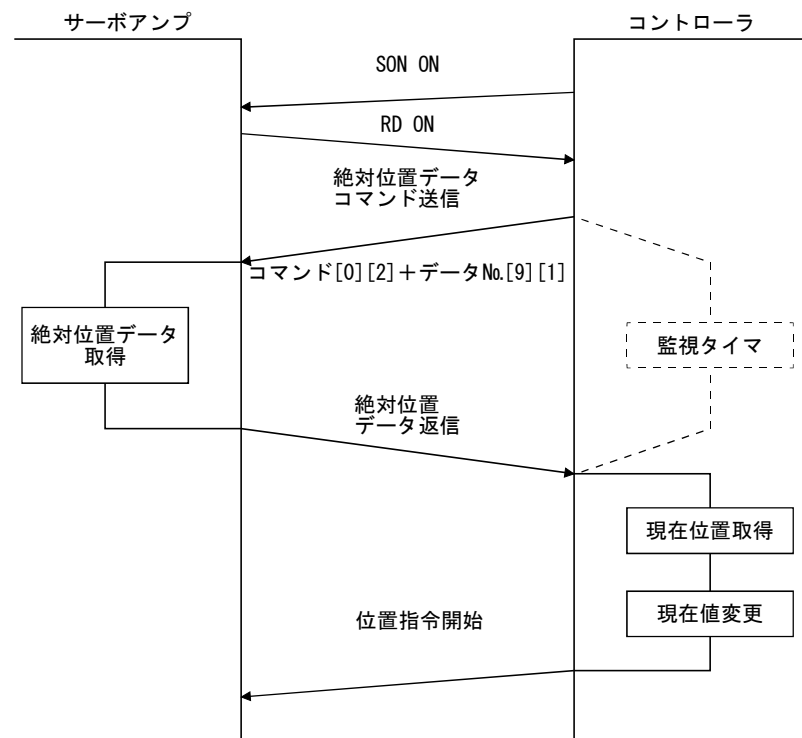 サーボアンプ
コントローラ
SON ON
RD ON
絶対位置データ
コマンド送信
コマンド[0][2]+データ№[9][1]
絶対位置データ
取得
監視タイマ
絶対位置
データ返信
現在位置取得
現在値変更
位置指令開始